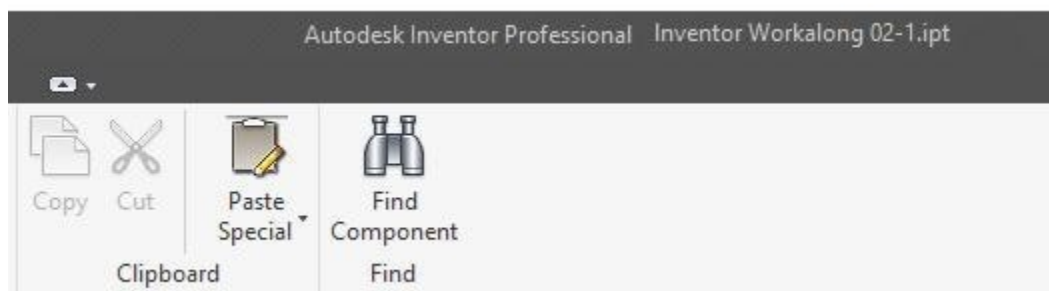 Autodesk Inventor Professional Inventor Workalong 02-1.ipt
Copy Cut Paste Special Find Component
Clipboard Find